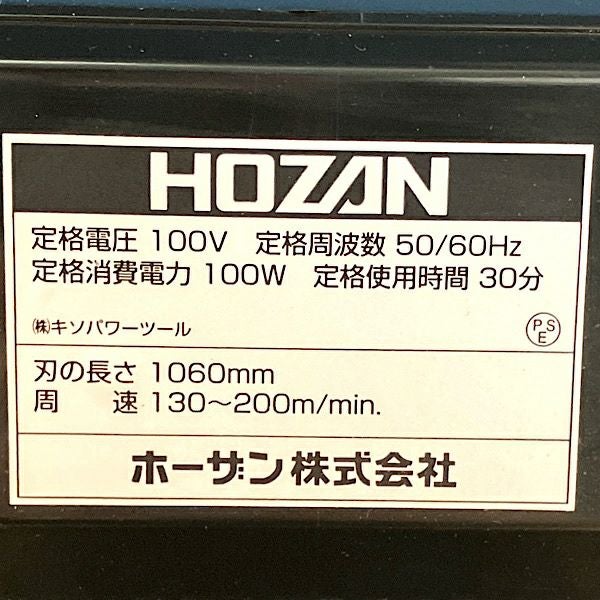 HOZAN
定格電圧 100V 定格周波数 50/60Hz
定格消費電力 100W 定格使用時間 30分
㈱キソパワーツール PSE
刃の長さ 1060mm
周 速 130～200m/min.
ホーザン株式会社